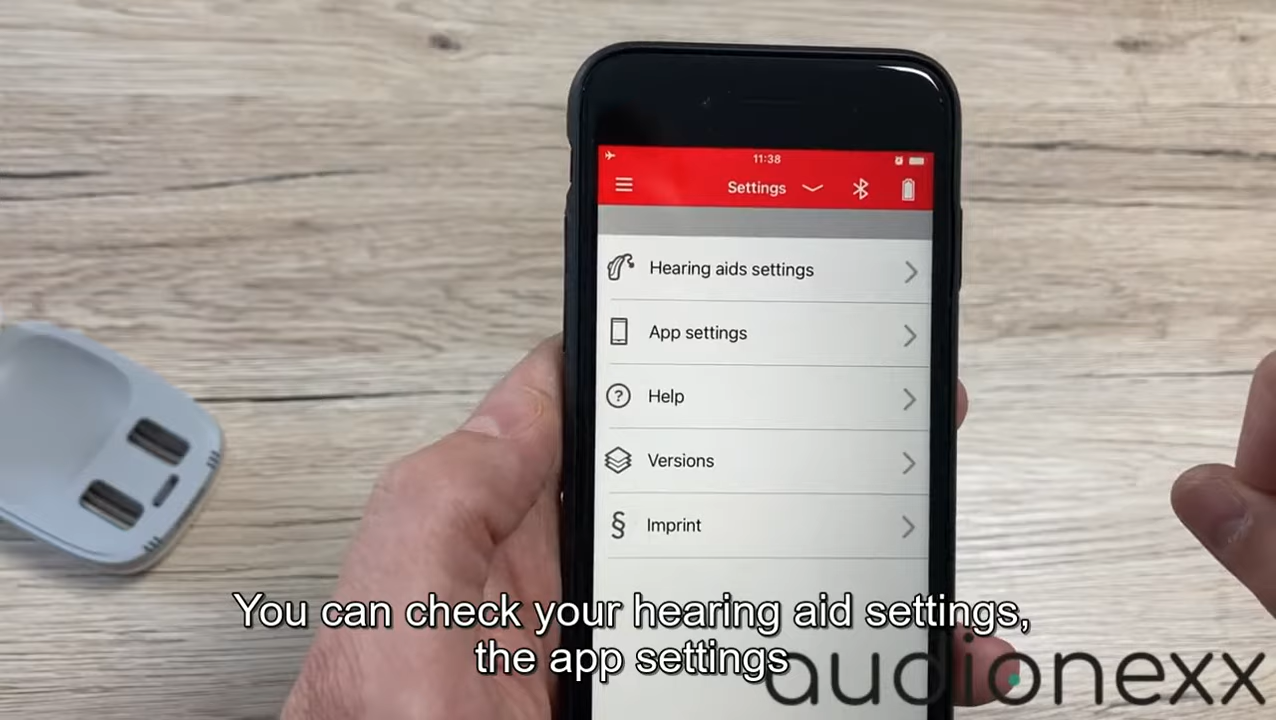 11:38
Settings
Hearing aids settings
App settings
? Help
Versions
§ Imprint
You can check your hearing aid settings,
the app settings
audionexx